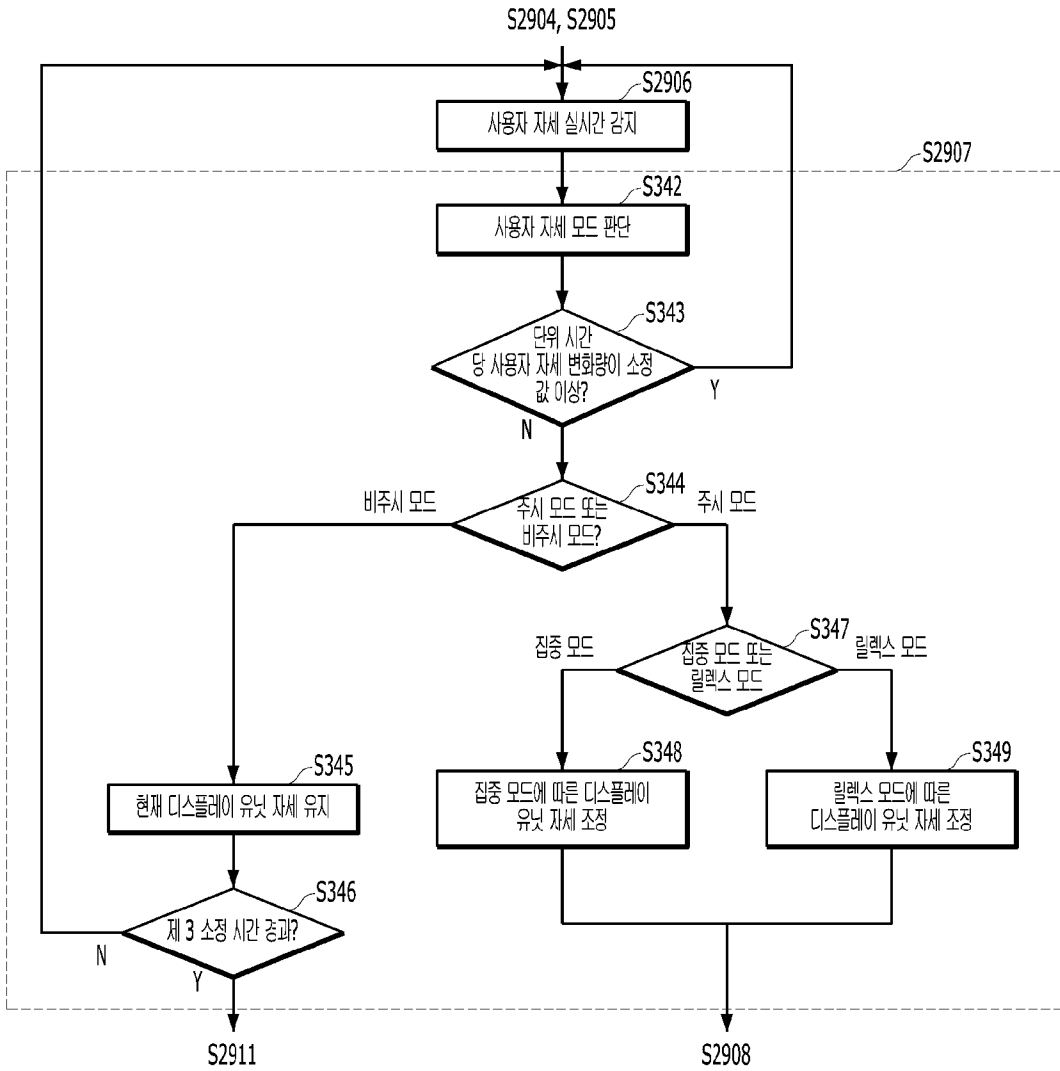 S2904, S2905
S2906
사용자 자세 실시간 감지
S2907
S342
사용자 자세 모드 판단
S343
단위 시간
당 사용자 자세 변화량이 소정
값 이상?
Y
N
S344
비주시 모드
주시 모드 또는
비주시 모드?
주시 모드
S347
집중 모드
집중 모드 또는
릴렉스 모드
릴렉스 모드
S345
현재 디스플레이 유닛 자세 유지
S348
집중 모드에 따른 디스플레이
유닛 자세 조정
S349
릴렉스 모드에 따른
디스플레이 유닛 자세 조정
S346
제 3 소정 시간 경과?
N
Y
S2911
S2908